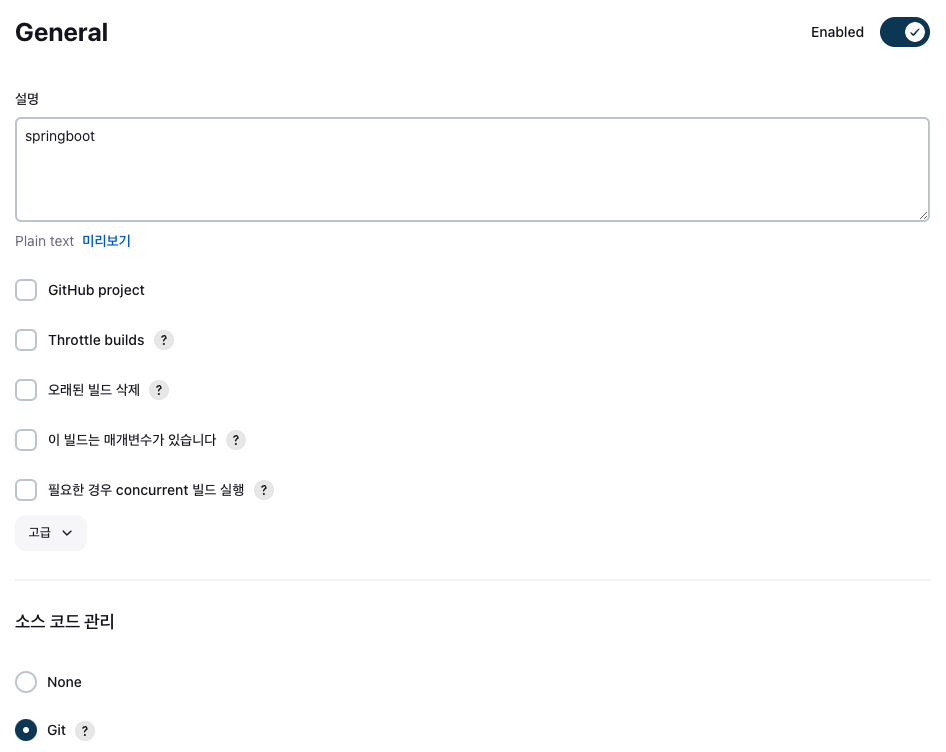 General
Enabled
설명
springboot
Plain text 미리보기
GitHub project
Throttle builds ?
오래된 빌드 삭제 ?
이 빌드는 매개변수가 있습니다 ?
필요한 경우 concurrent 빌드 실행 ?
고급
소스 코드 관리
None
Git ?